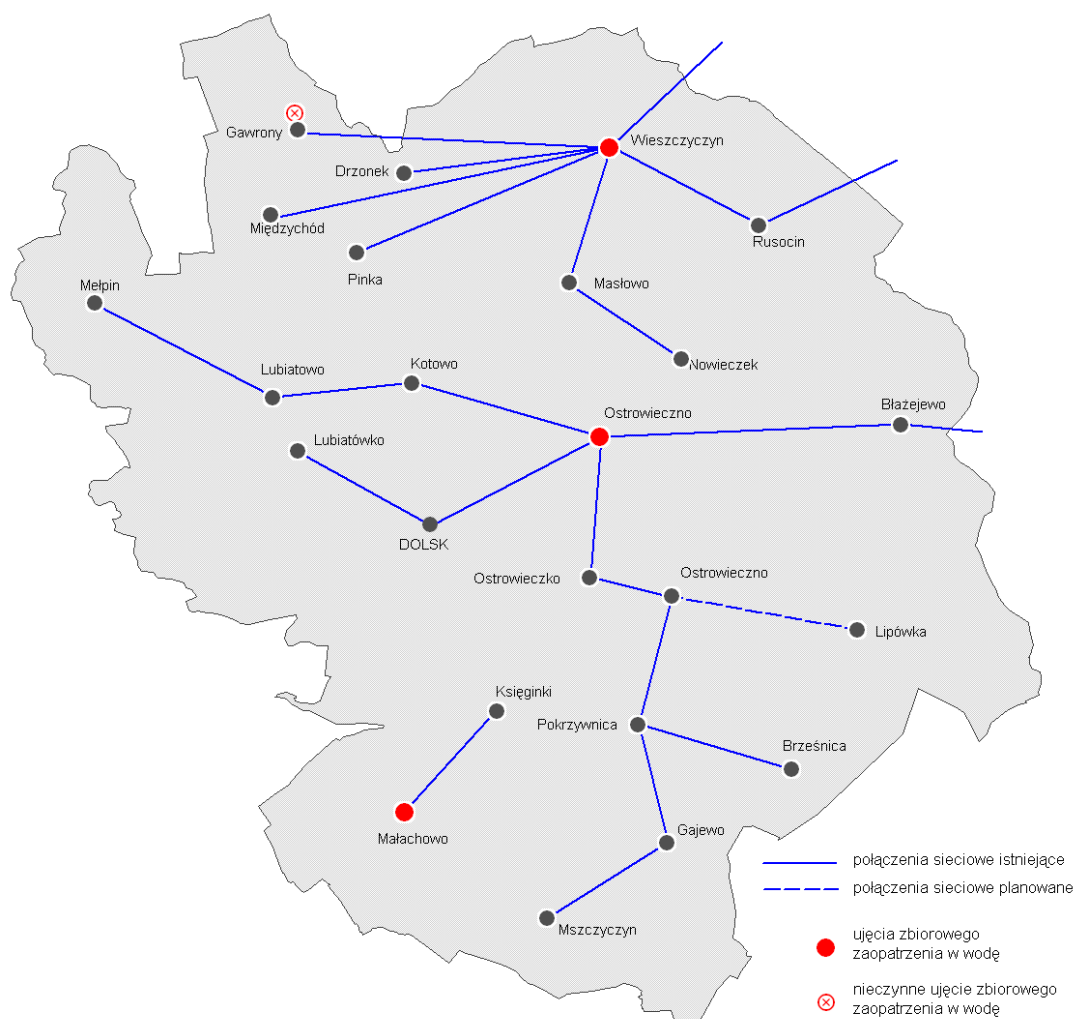 Gawrony
Wieszczyczyn
Drzonek
Międzychód
Rusocin
Pinka
Mełpin
Masłowo
Nowieczek
Kotowo
Lubiatowo
Błażejewo
Ostrowieczno
Lubiatówko
DOLSK
Ostrowieczko
Ostrowieczno
Lipówka
Księginki
Pokrzywnica
Brześnica
Małachowo
Gajewo
Mszczyczyn
połączenia sieciowe istniejące
połączenia sieciowe planowane
ujęcia zbiorowego
zaopatrzenia w wodę
nieczynne ujęcie zbiorowego
zaopatrzenia w wodę